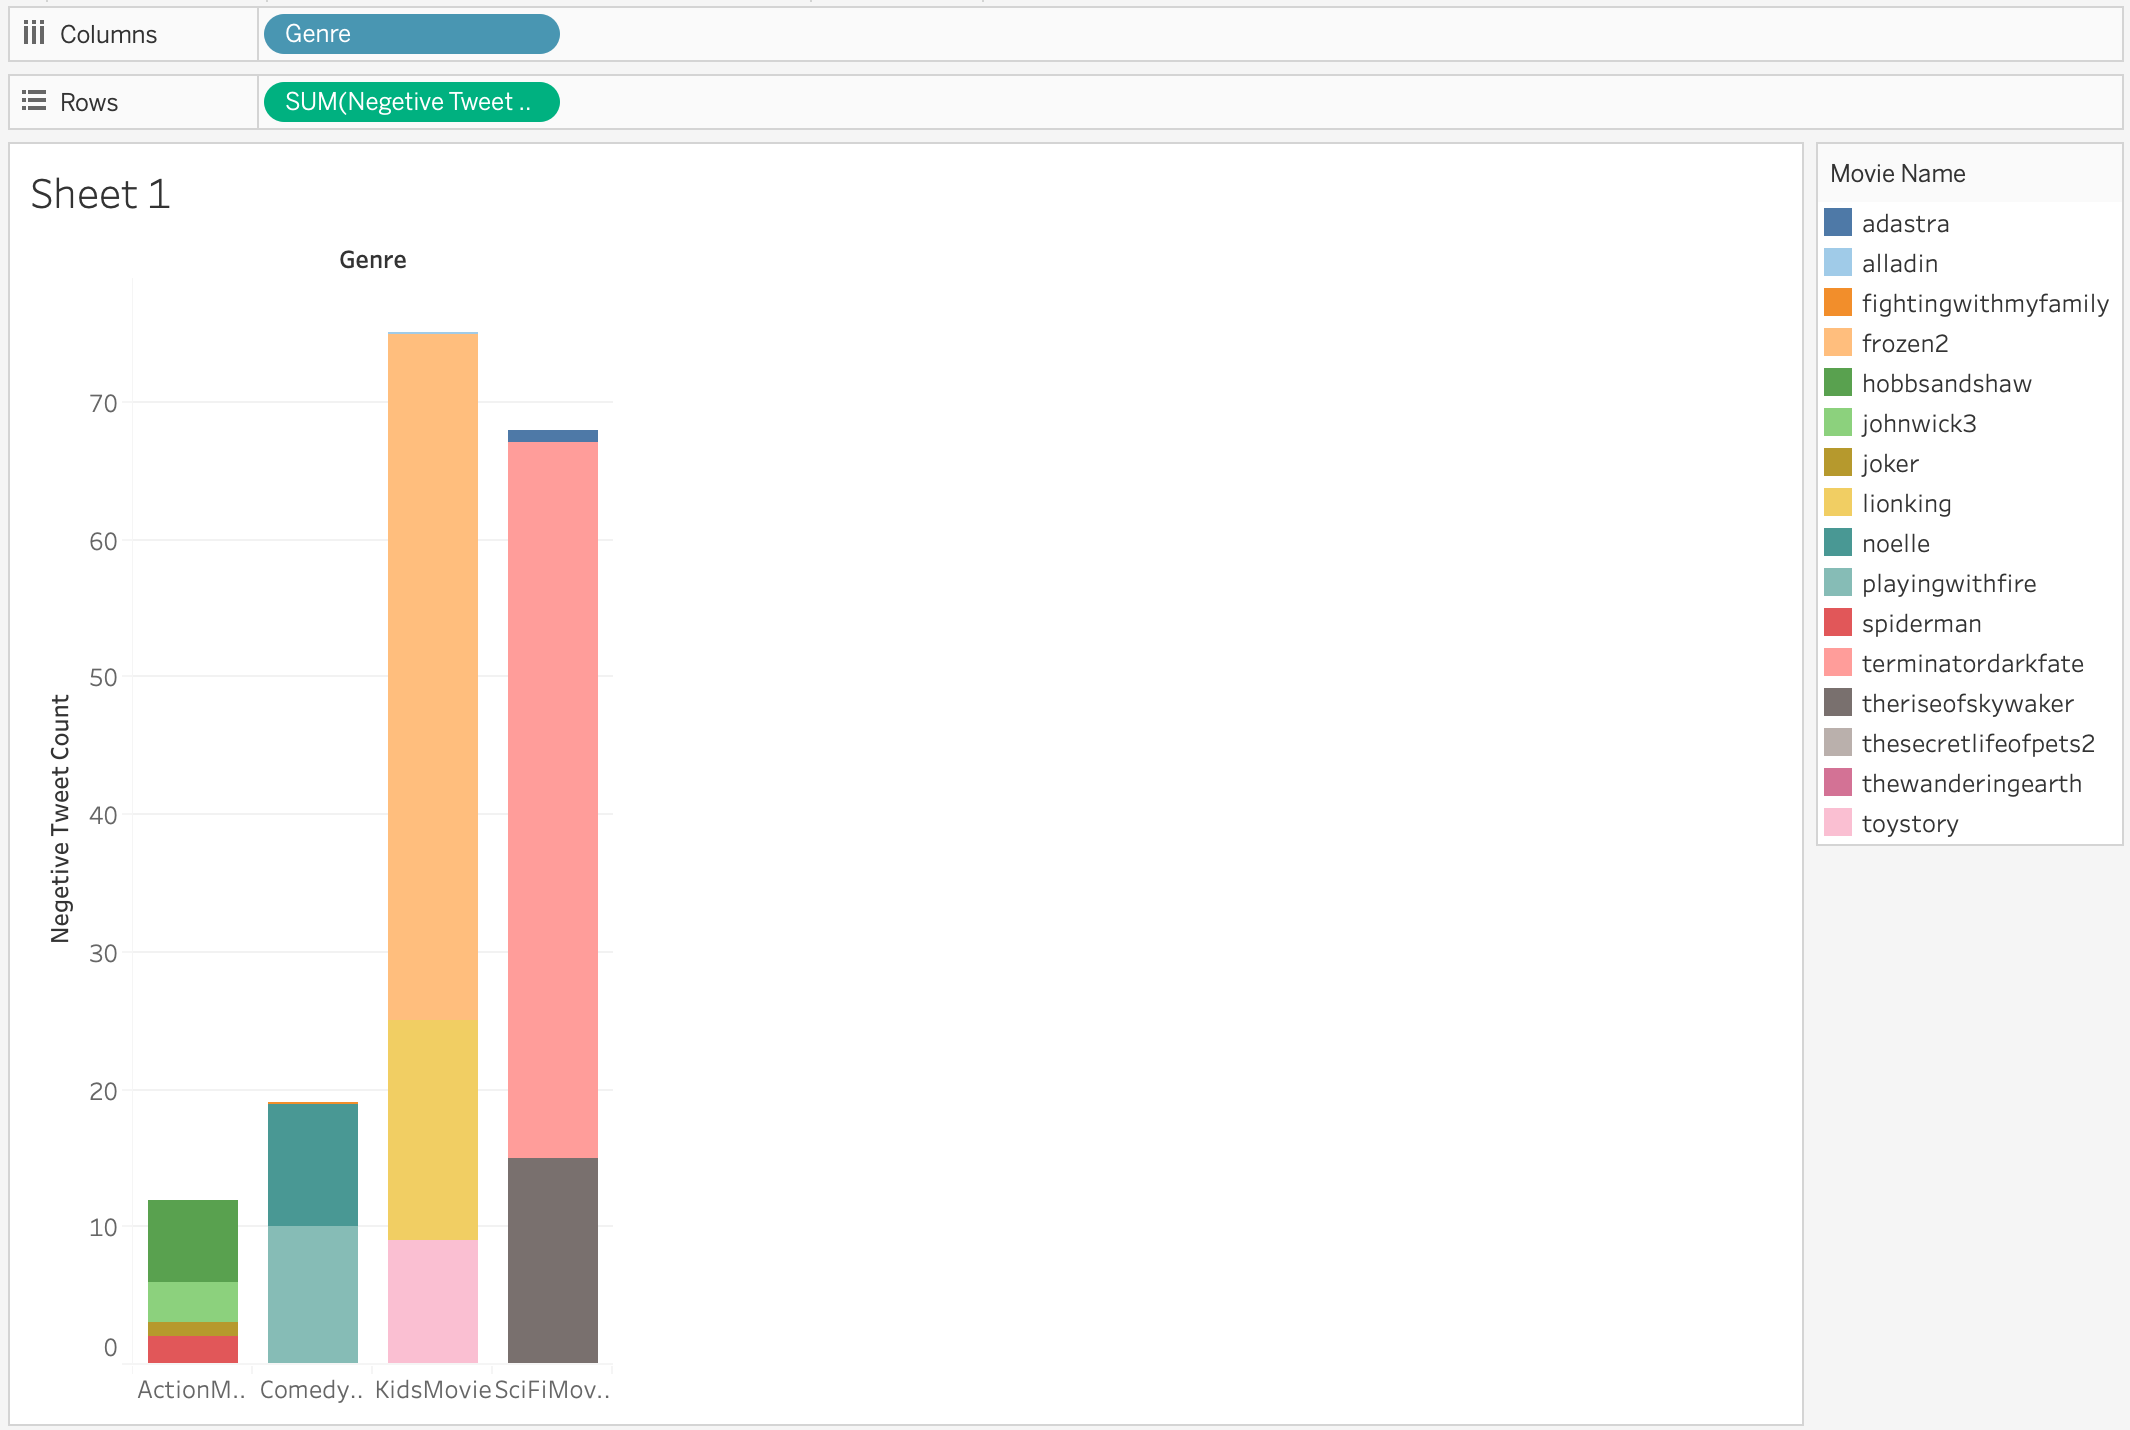 Columns
Genre
Rows
SUM(Negetive Tweet ..
Sheet 1
Genre
Negetive Tweet Count
70
60
50
40
30
20
10
0
ActionM..
Comedy..
KidsMovie
SciFiMov..
Movie Name
adastra
alladin
fightingwithmyfamily
frozen2
hobbsandshaw
johnwick3
joker
lionking
noelle
playingwithfire
spiderman
terminatordarkfate
theriseofskywaker
thesecretlifeofpets2
thewanderingearth
toystory